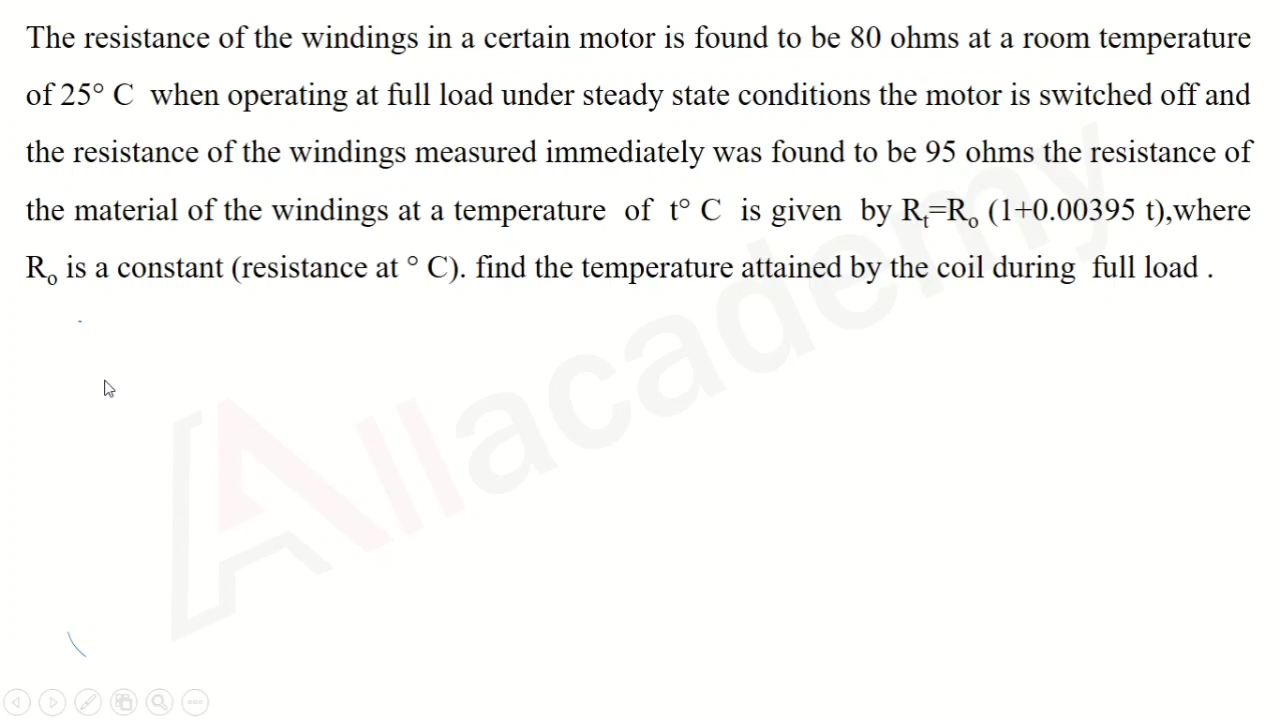 The resistance of the windings in a certain motor is found to be 80 ohms at a room temperature
of 25° C when operating at full load under steady state conditions the motor is switched off and
the resistance of the windings measured immediately was found to be 95 ohms the resistance of
the material of the windings at a temperature of t° C is given by Rt=Ro (1+0.00395 t),where
Ro is a constant (resistance at ° C). find the temperature attained by the coil during full load .
Allacademy